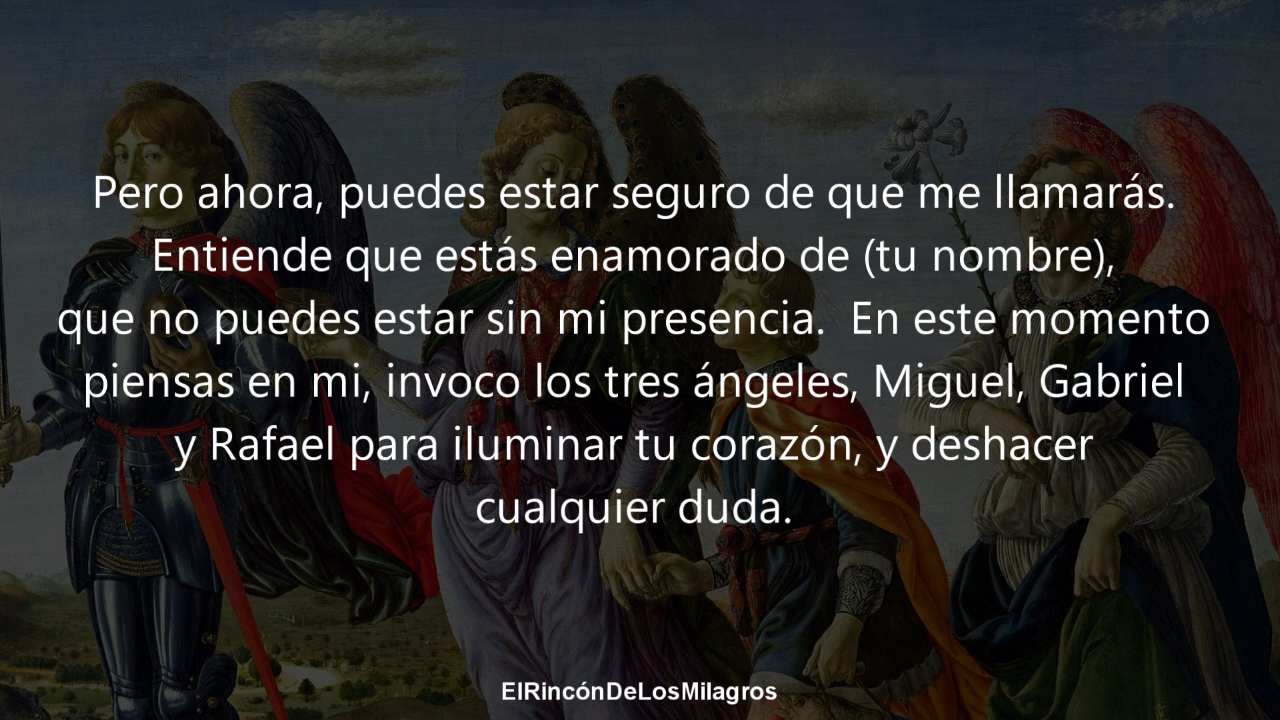 Pero ahora, puedes estar seguro de que me llamarás.
Entiende que estás enamorado de (tu nombre),
que no puedes estar sin mi presencia.  En este momento
piensas en mi, invoco los tres ángeles, Miguel, Gabriel
y Rafael para iluminar tu corazón, y deshacer
cualquier duda.
ElRincónDeLosMilagros